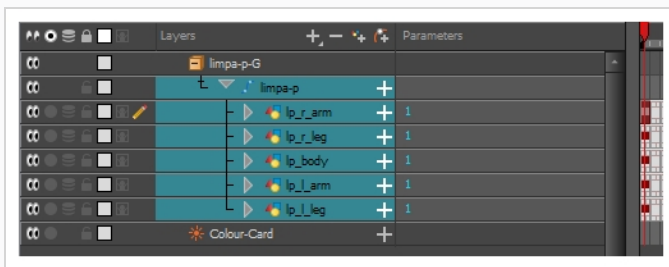 Layers Parameters
limpa-p-G
limpa-p
lp_r_arm 1
lp_r_leg 1
lp_body 1
lp_l_arm 1
lp_l_leg 1
Colour-Card